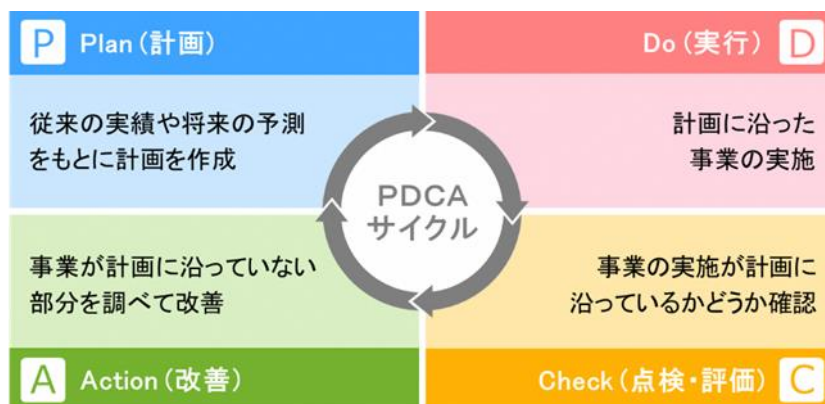 P Plan(計画)
Do(実行) D
従来の実績や将来の予測
をもとに計画を作成
計画に沿った
事業の実施
PDCA
サイクル
事業が計画に沿っていない
部分を調べて改善
事業の実施が計画に
沿っているかどうか確認
A Action(改善)
Check(点検・評価) C